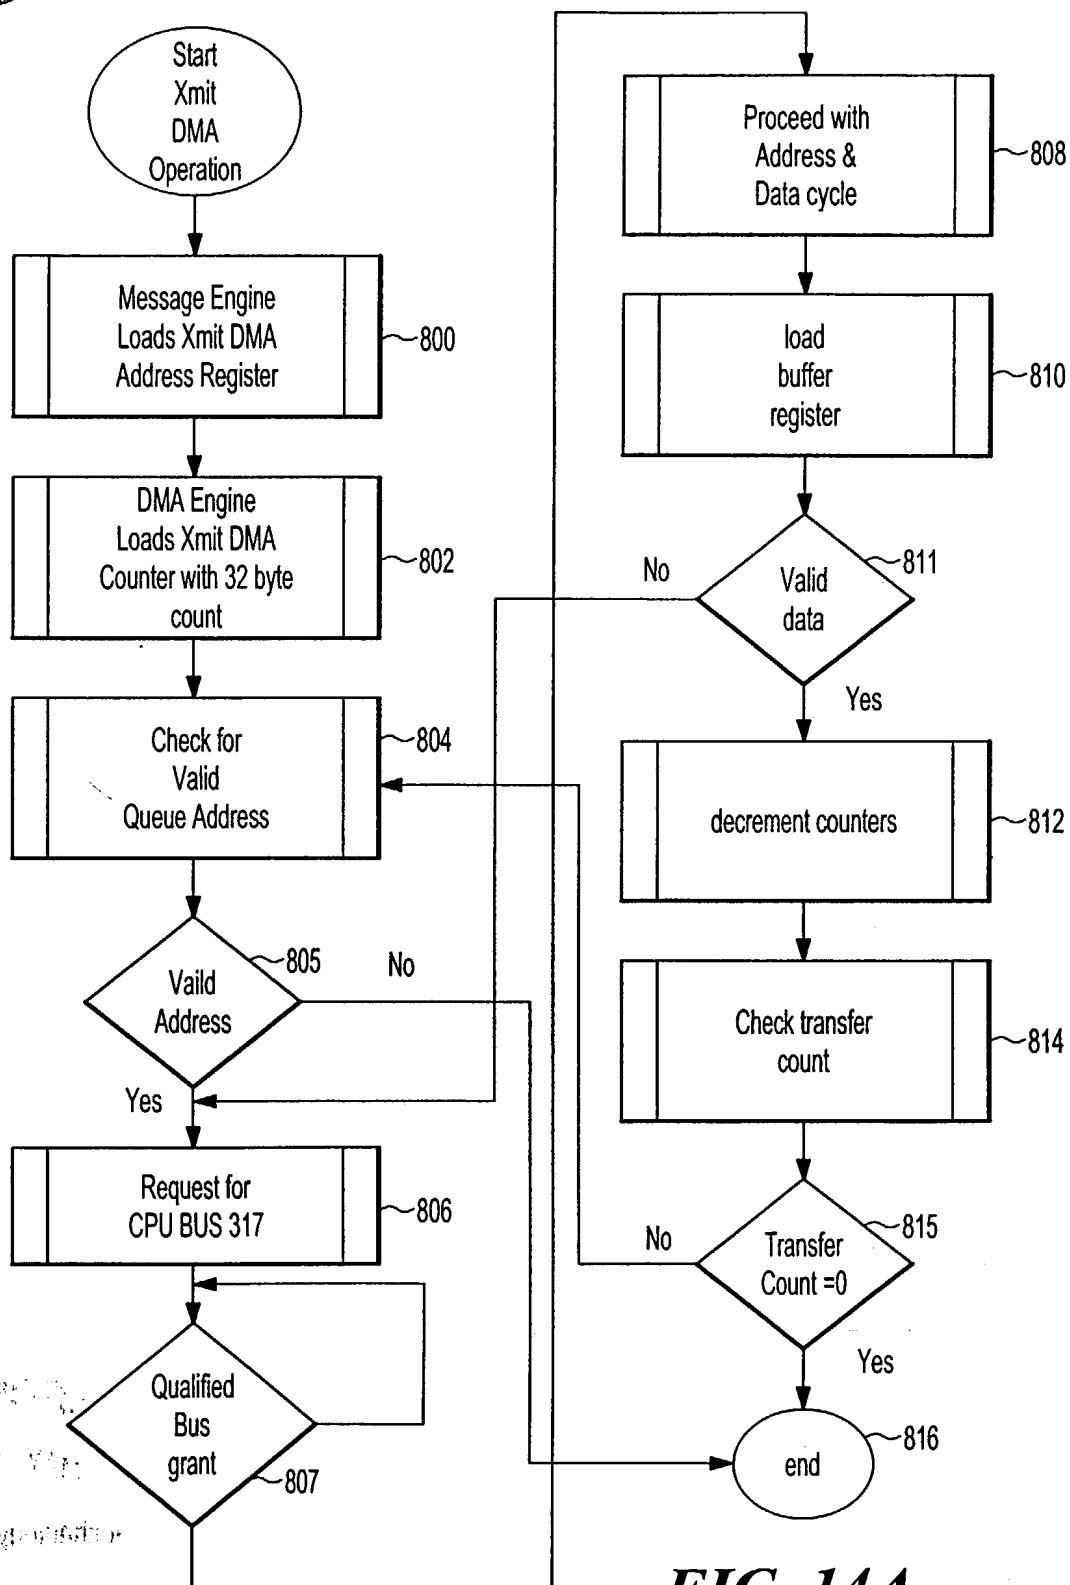 Start
Xmit
DMA
Operation
Message Engine
Loads Xmit DMA
Address Register
800
DMA Engine
Loads Xmit DMA
Counter with 32 byte
count
802
Check for
Valid
Queue Address
804
Vaild
Address
805
No
Yes
Request for
CPU BUS 317
806
Qualified
Bus
grant
807
Proceed with
Address &
Data cycle
808
load
buffer
register
810
Valid
data
811
No
Yes
decrement counters
812
Check transfer
count
814
Transfer
Count =0
815
No
Yes
end
816
FIG. 14A